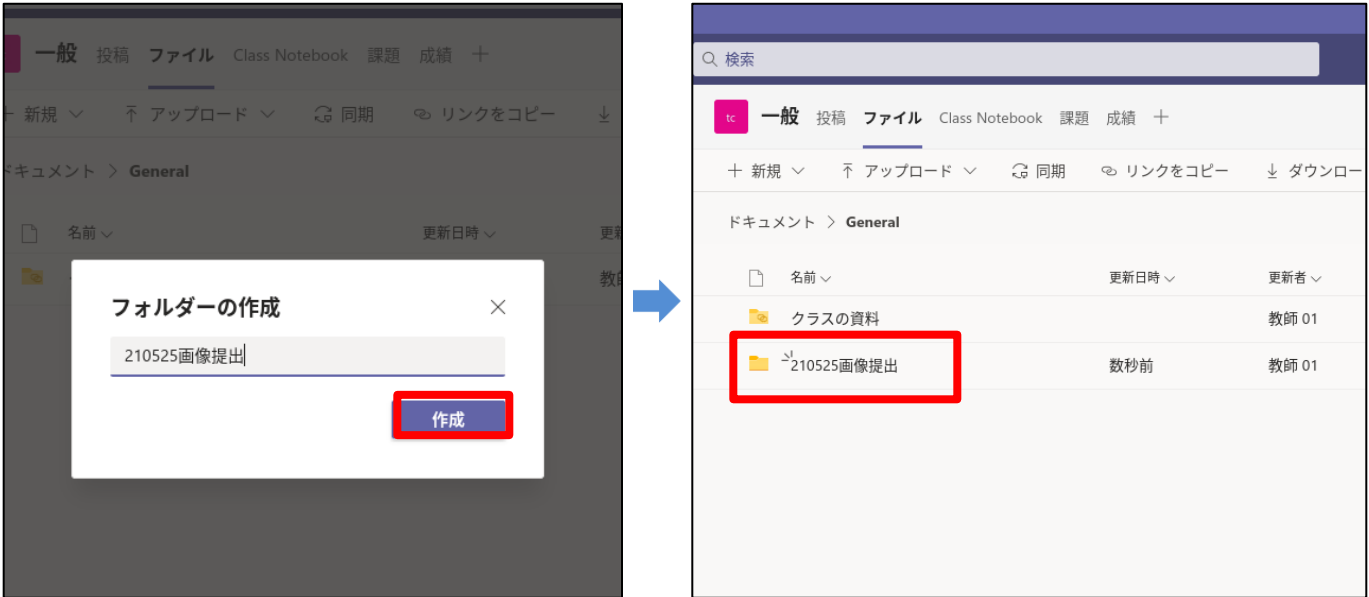 一般 投稿 ファイル Class Notebook 課題 成績
新規 アップロード 同期 リンクをコピー
ドキュメント > General
名前 更新日時
フォルダーの作成
210525画像提出
作成
検索
tc 一般 投稿 ファイル Class Notebook 課題 成績
新規 アップロード 同期 リンクをコピー ダウンロー
ドキュメント > General
名前 更新日時 更新者
クラスの資料 教師 01
210525画像提出 数秒前 教師 01